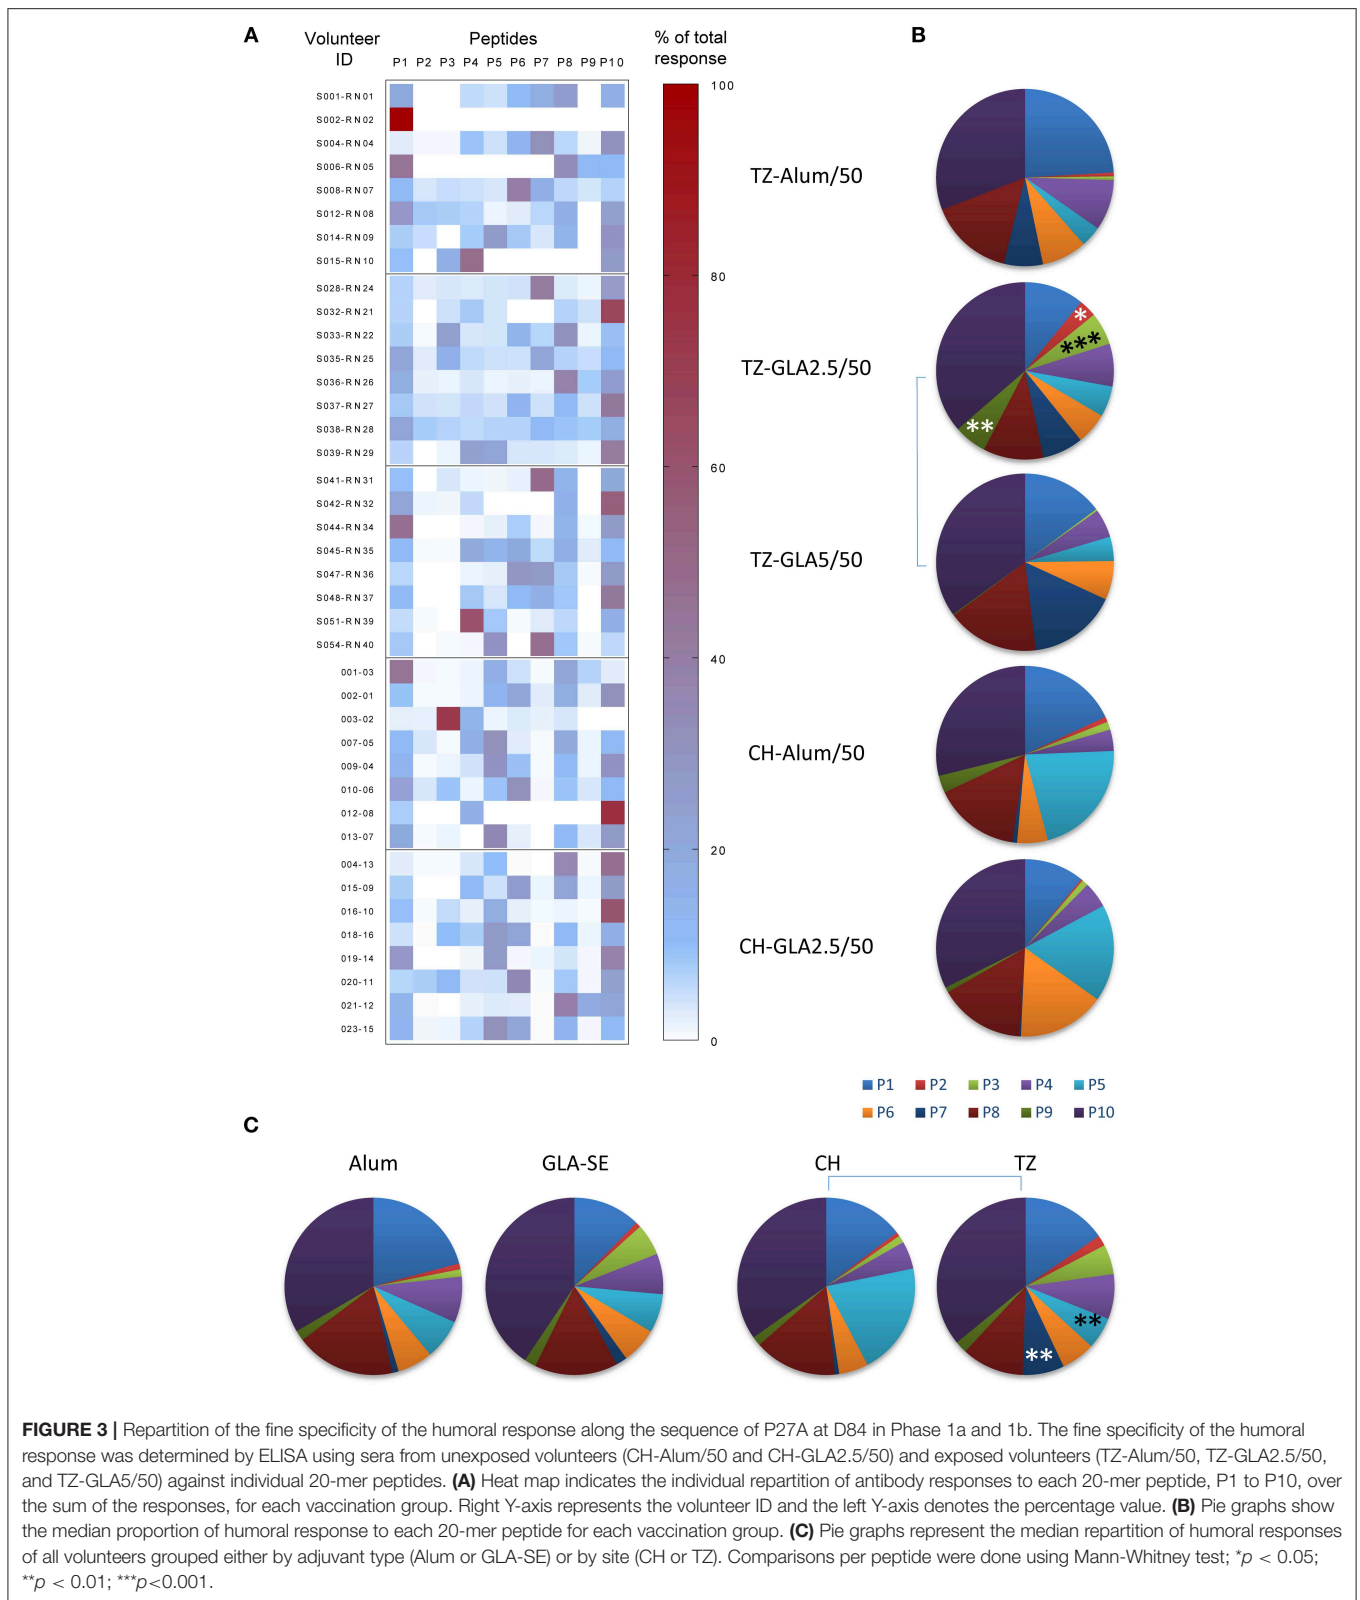 A
Volunteer ID
Peptides
% of total response
B
P1 P2 P3 P4 P5 P6 P7 P8 P9 P10
S001-RN01
S002-RN02
S004-RN04
S006-RN05
S008-RN07
S012-RN08
S014-RN09
S015-RN10
S028-RN24
S032-RN21
S033-RN22
S035-RN25
S036-RN26
S037-RN27
S038-RN28
S039-RN29
S041-RN31
S042-RN32
S044-RN34
S045-RN35
S047-RN36
S048-RN37
S051-RN39
S054-RN40
001-03
002-01
003-02
007-05
009-04
010-06
012-08
013-07
004-13
015-09
016-10
018-16
019-14
020-11
021-12
023-15
100
80
60
40
20
0
TZ-Alum/50
TZ-GLA2.5/50
*
***
**
TZ-GLA5/50
CH-Alum/50
CH-GLA2.5/50
P1 P2 P3 P4 P5
P6 P7 P8 P9 P10
C
Alum
GLA-SE
CH
TZ
**
**
FIGURE 3 | Repartition of the fine specificity of the humoral response along the sequence of P27A at D84 in Phase 1a and 1b. The fine specificity of the humoral
response was determined by ELISA using sera from unexposed volunteers (CH-Alum/50 and CH-GLA2.5/50) and exposed volunteers (TZ-Alum/50, TZ-GLA2.5/50,
and TZ-GLA5/50) against individual 20-mer peptides. (A) Heat map indicates the individual repartition of antibody responses to each 20-mer peptide, P1 to P10, over
the sum of the responses, for each vaccination group. Right Y-axis represents the volunteer ID and the left Y-axis denotes the percentage value. (B) Pie graphs show
the median proportion of humoral response to each 20-mer peptide for each vaccination group. (C) Pie graphs represent the median repartition of humoral responses
of all volunteers grouped either by adjuvant type (Alum or GLA-SE) or by site (CH or TZ). Comparisons per peptide were done using Mann-Whitney test; *p < 0.05;
**p < 0.01; ***p<0.001.